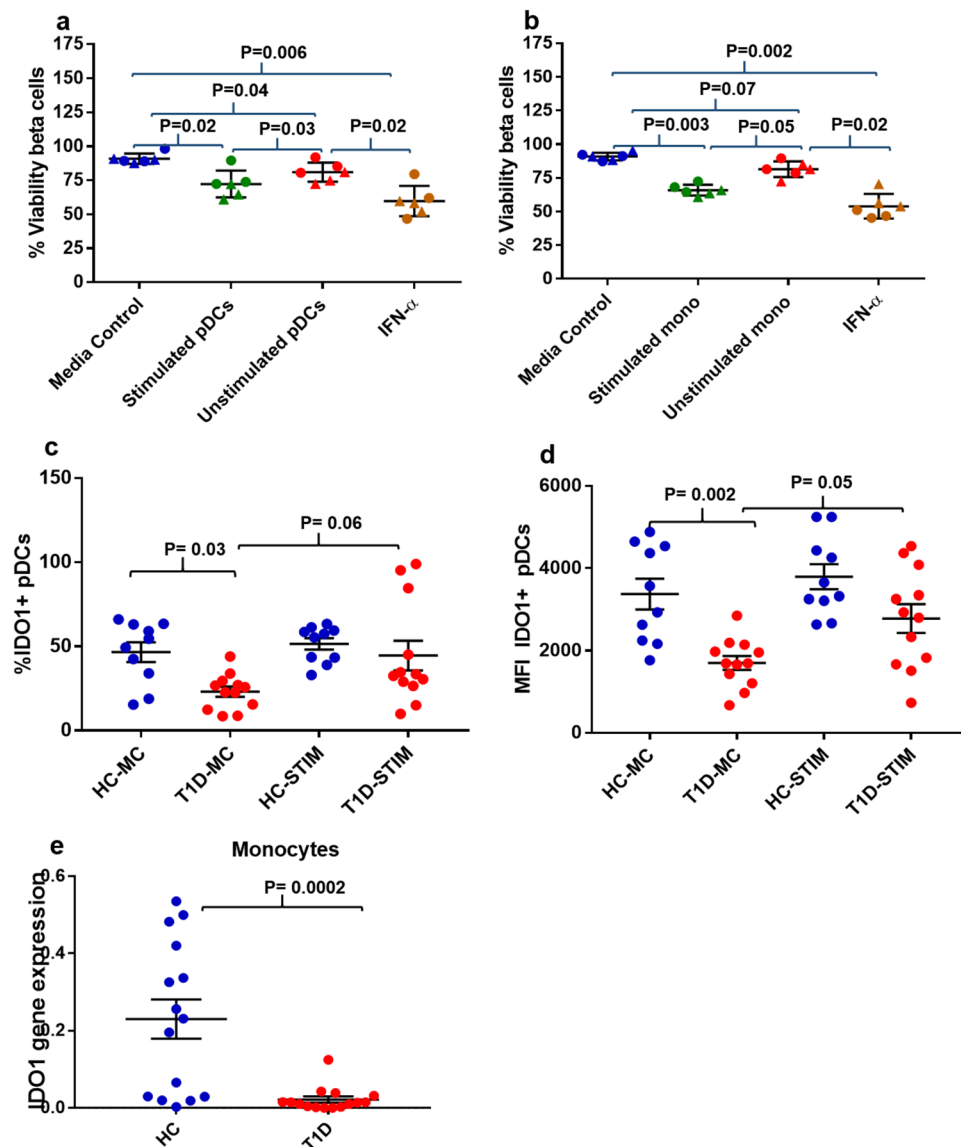 a
% Viability beta cells
175
150
125
100
75
50
25
0
P=0.006
P=0.04
P=0.02
P=0.03
P=0.02
Media Control
Stimulated pDCs
Unstimulated pDCs
IFN-α
b
% Viability beta cells
175
150
125
100
75
50
25
0
P=0.002
P=0.07
P=0.003
P=0.05
P=0.02
Media Control
Stimulated mono
Unstimulated mono
IFN-α
c
%IDO1+ pDCs
150
100
50
0
P= 0.03
P= 0.06
HC-MC
T1D-MC
HC-STIM
T1D-STIM
d
MFI IDO1+ pDCs
6000
4000
2000
0
P= 0.002
P= 0.05
HC-MC
T1D-MC
HC-STIM
T1D-STIM
e
Monocytes
IDO1 gene expression
0.6
0.4
0.2
0.0
P= 0.0002
HC
T1D